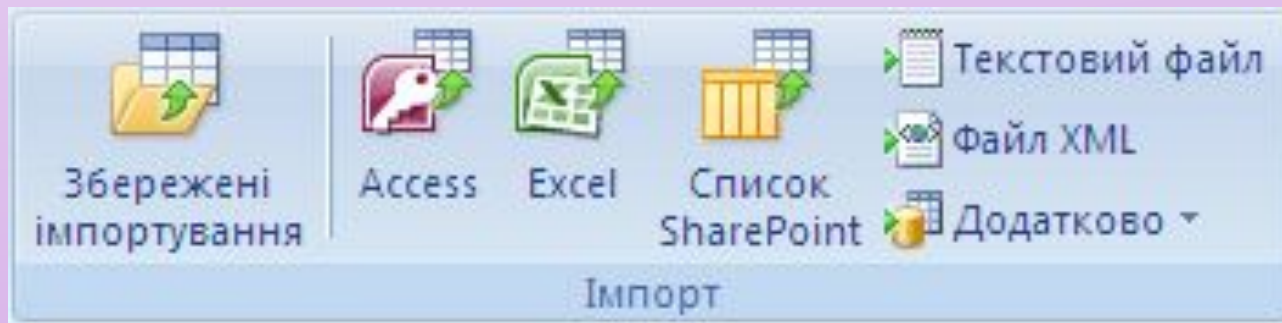 Збережені
імпортування
Access
Excel
Список
SharePoint
Текстовий файл
Файл XML
Додатково
Імпорт